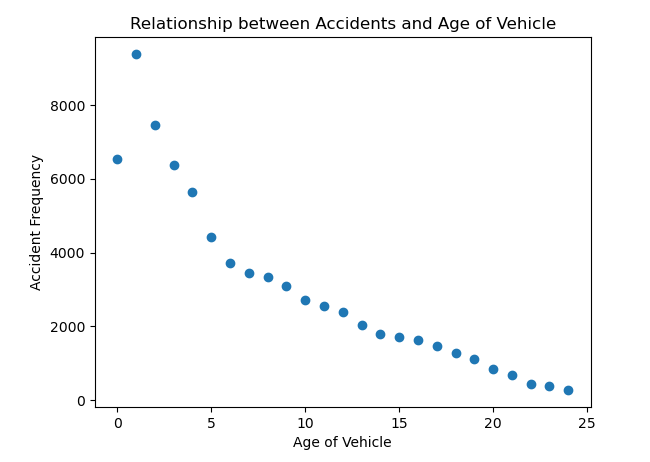 Relationship between Accidents and Age of Vehicle
8000
6000
4000
2000
0
Accident Frequency
0 5 10 15 20 25
Age of Vehicle